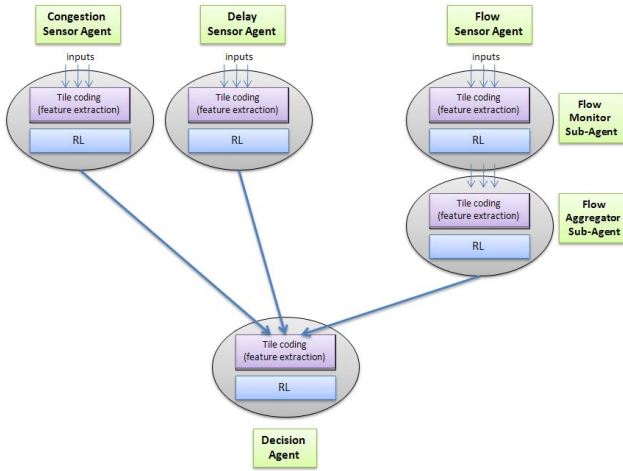 Congestion
Sensor Agent
Delay
Sensor Agent
Flow
Sensor Agent
inputs
inputs
inputs
Tile coding
(feature extraction)
RL
Tile coding
(feature extraction)
RL
Tile coding
(feature extraction)
RL
Flow
Monitor
Sub-Agent
Tile coding
(feature extraction)
RL
Flow
Aggregator
Sub-Agent
Tile coding
(feature extraction)
RL
Decision
Agent